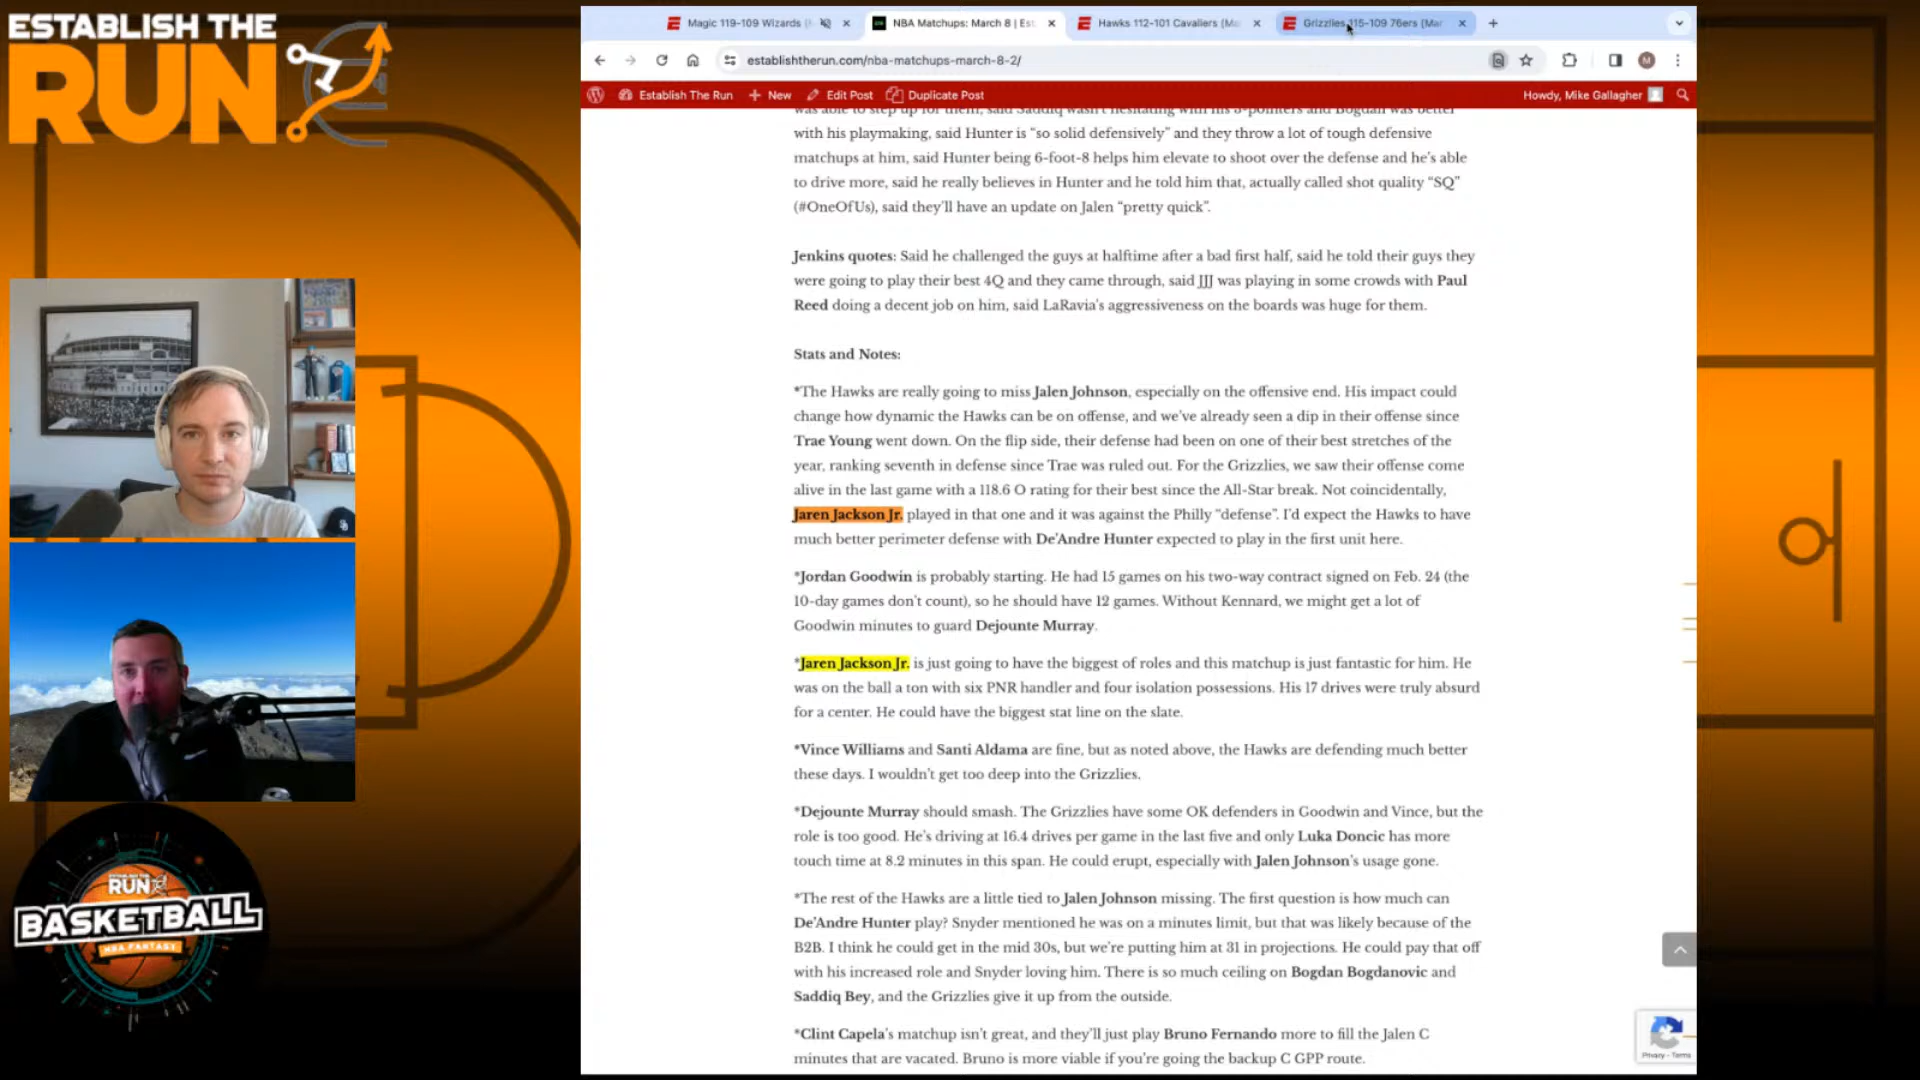 ESTABLISH THE
RUN
Magic 119-109 Wizards (
NBA Matchups: March 8 | Est
Hawks 112-101 Cavaliers (Ma
Grizzlies 115-109 76ers (Mar
establishtherun.com/nba-matchups-march-8-2/
M
Establish The Run
New
Edit Post
Duplicate Post
Howdy, Mike Gallagher
was able to step up for them, said Saddiq wasn't hesitating with his 3-pointers and Bogdan was better
with his playmaking, said Hunter is “so solid defensively” and they throw a lot of tough defensive
matchups at him, said Hunter being 6-foot-8 helps him elevate to shoot over the defense and he's able
to drive more, said he really believes in Hunter and he told him that, actually called shot quality “SQ”
(#OneOfUs), said they'll have an update on Jalen “pretty quick”.
Jenkins quotes: Said he challenged the guys at halftime after a bad first half, said he told their guys they
were going to play their best 4Q and they came through, said JJJ was playing in some crowds with Paul
Reed doing a decent job on him, said LaRavia's aggressiveness on the boards was huge for them.
Stats and Notes:
*The Hawks are really going to miss Jalen Johnson, especially on the offensive end. His impact could
change how dynamic the Hawks can be on offense, and we've already seen a dip in their offense since
Trae Young went down. On the flip side, their defense had been on one of their best stretches of the
year, ranking seventh in defense since Trae was ruled out. For the Grizzlies, we saw their offense come
alive in the last game with a 118.6 O rating for their best since the All-Star break. Not coincidentally,
Jaren Jackson Jr. played in that one and it was against the Philly “defense”. I'd expect the Hawks to have
much better perimeter defense with De'Andre Hunter expected to play in the first unit here.
*Jordan Goodwin is probably starting. He had 15 games on his two-way contract signed on Feb. 24 (the
10-day games don't count), so he should have 12 games. Without Kennard, we might get a lot of
Goodwin minutes to guard Dejounte Murray.
*Jaren Jackson Jr. is just going to have the biggest of roles and this matchup is just fantastic for him. He
was on the ball a ton with six PNR handler and four isolation possessions. His 17 drives were truly absurd
for a center. He could have the biggest stat line on the slate.
*Vince Williams and Santi Aldama are fine, but as noted above, the Hawks are defending much better
these days. I wouldn't get too deep into the Grizzlies.
*Dejounte Murray should smash. The Grizzlies have some OK defenders in Goodwin and Vince, but the
role is too good. He's driving at 16.4 drives per game in the last five and only Luka Doncic has more
touch time at 8.2 minutes in this span. He could erupt, especially with Jalen Johnson's usage gone.
*The rest of the Hawks are a little tied to Jalen Johnson missing. The first question is how much can
De'Andre Hunter play? Snyder mentioned he was on a minutes limit, but that was likely because of the
B2B. I think he could get in the mid 30s, but we're putting him at 31 in projections. He could pay that off
with his increased role and Snyder loving him. There is so much ceiling on Bogdan Bogdanovic and
Saddiq Bey, and the Grizzlies give it up from the outside.
*Clint Capela's matchup isn't great, and they'll just play Bruno Fernando more to fill the Jalen C
minutes that are vacated. Bruno is more viable if you're going the backup C GPP route.
Privacy - Terms
ESTABLISH THE
RUN
BASKETBALL
NBA FANTASY